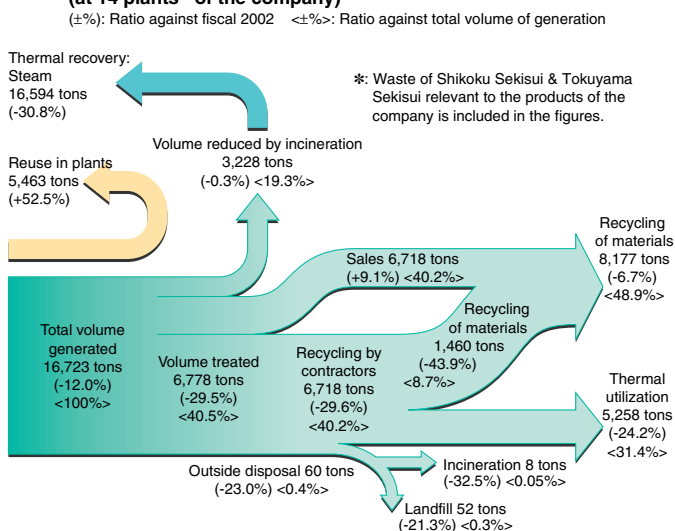 (at 14 plants* of the company)
(±%): Ratio against fiscal 2002 <±%>: Ratio against total volume of generation
Thermal recovery:
Steam
16,594 tons
(-30.8%)
*: Waste of Shikoku Sekisui & Tokuyama
Sekisui relevant to the products of the
company is included in the figures.
Volume reduced by incineration
3,228 tons
(-0.3%) <19.3%>
Reuse in plants
5,463 tons
(+52.5%)
Sales 6,718 tons
(+9.1%) <40.2%>
Recycling
of materials
8,177 tons
(-6.7%)
<48.9%>
Total volume
generated
16,723 tons
(-12.0%)
<100%>
Volume treated
6,778 tons
(-29.5%)
<40.5%>
Recycling by
contractors
6,718 tons
(-29.6%)
<40.2%>
Recycling
of materials
1,460 tons
(-43.9%)
<8.7%>
Thermal
utilization
5,258 tons
(-24.2%)
<31.4%>
Outside disposal 60 tons
(-23.0%) <0.4%>
Incineration 8 tons
(-32.5%) <0.05%>
Landfill 52 tons
(-21.3%) <0.3%>